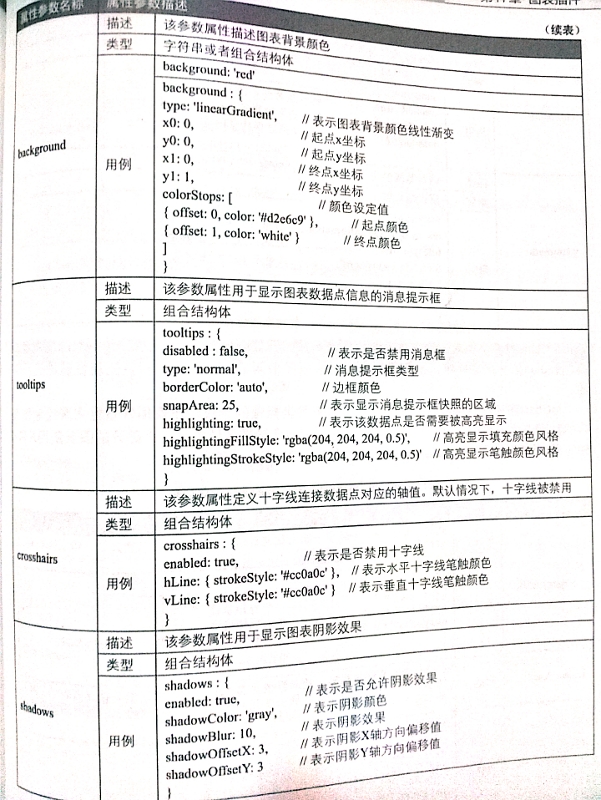 图表插件
(续表)
属性参数名称 属性参数描述
background
描述 该参数属性描述图表背景颜色
类型 字符串或者组合结构体
用例
background: 'red'
background : {
type: 'linearGradient', // 表示图表背景颜色线性渐变
x0: 0, // 起点x坐标
y0: 0, // 起点y坐标
x1: 0, // 终点x坐标
y1: 1, // 终点y坐标
colorStops: [ // 颜色设定值
{ offset: 0, color: '#d2e6c9' }, // 起点颜色
{ offset: 1, color: 'white' } // 终点颜色
]
}
tooltips
描述 该参数属性用于显示图表数据点信息的消息提示框
类型 组合结构体
用例
tooltips : {
disabled : false, // 表示是否禁用消息框
type: 'normal', // 消息提示框类型
borderColor: 'auto', // 边框颜色
snapArea: 25, // 表示显示消息提示框快照的区域
highlighting: true, // 表示该数据点是否需要被高亮显示
highlightingFillStyle: 'rgba(204, 204, 204, 0.5)', // 高亮显示填充颜色风格
highlightingStrokeStyle: 'rgba(204, 204, 204, 0.5)' // 高亮显示笔触颜色风格
}
crosshairs
描述 该参数属性定义十字线连接数据点对应的轴值。默认情况下，十字线被禁用
类型 组合结构体
用例
crosshairs : {
enabled: true, // 表示是否禁用十字线
hLine: { strokeStyle: '#cc0a0c' }, // 表示水平十字线笔触颜色
vLine: { strokeStyle: '#cc0a0c' } // 表示垂直十字线笔触颜色
}
shadows
描述 该参数属性用于显示图表阴影效果
类型 组合结构体
用例
shadows : {
enabled: true, // 表示是否允许阴影效果
shadowColor: 'gray', // 表示阴影颜色
shadowBlur: 10, // 表示阴影效果
shadowOffsetX: 3, // 表示阴影X轴方向偏移值
shadowOffsetY: 3 // 表示阴影Y轴方向偏移值
}